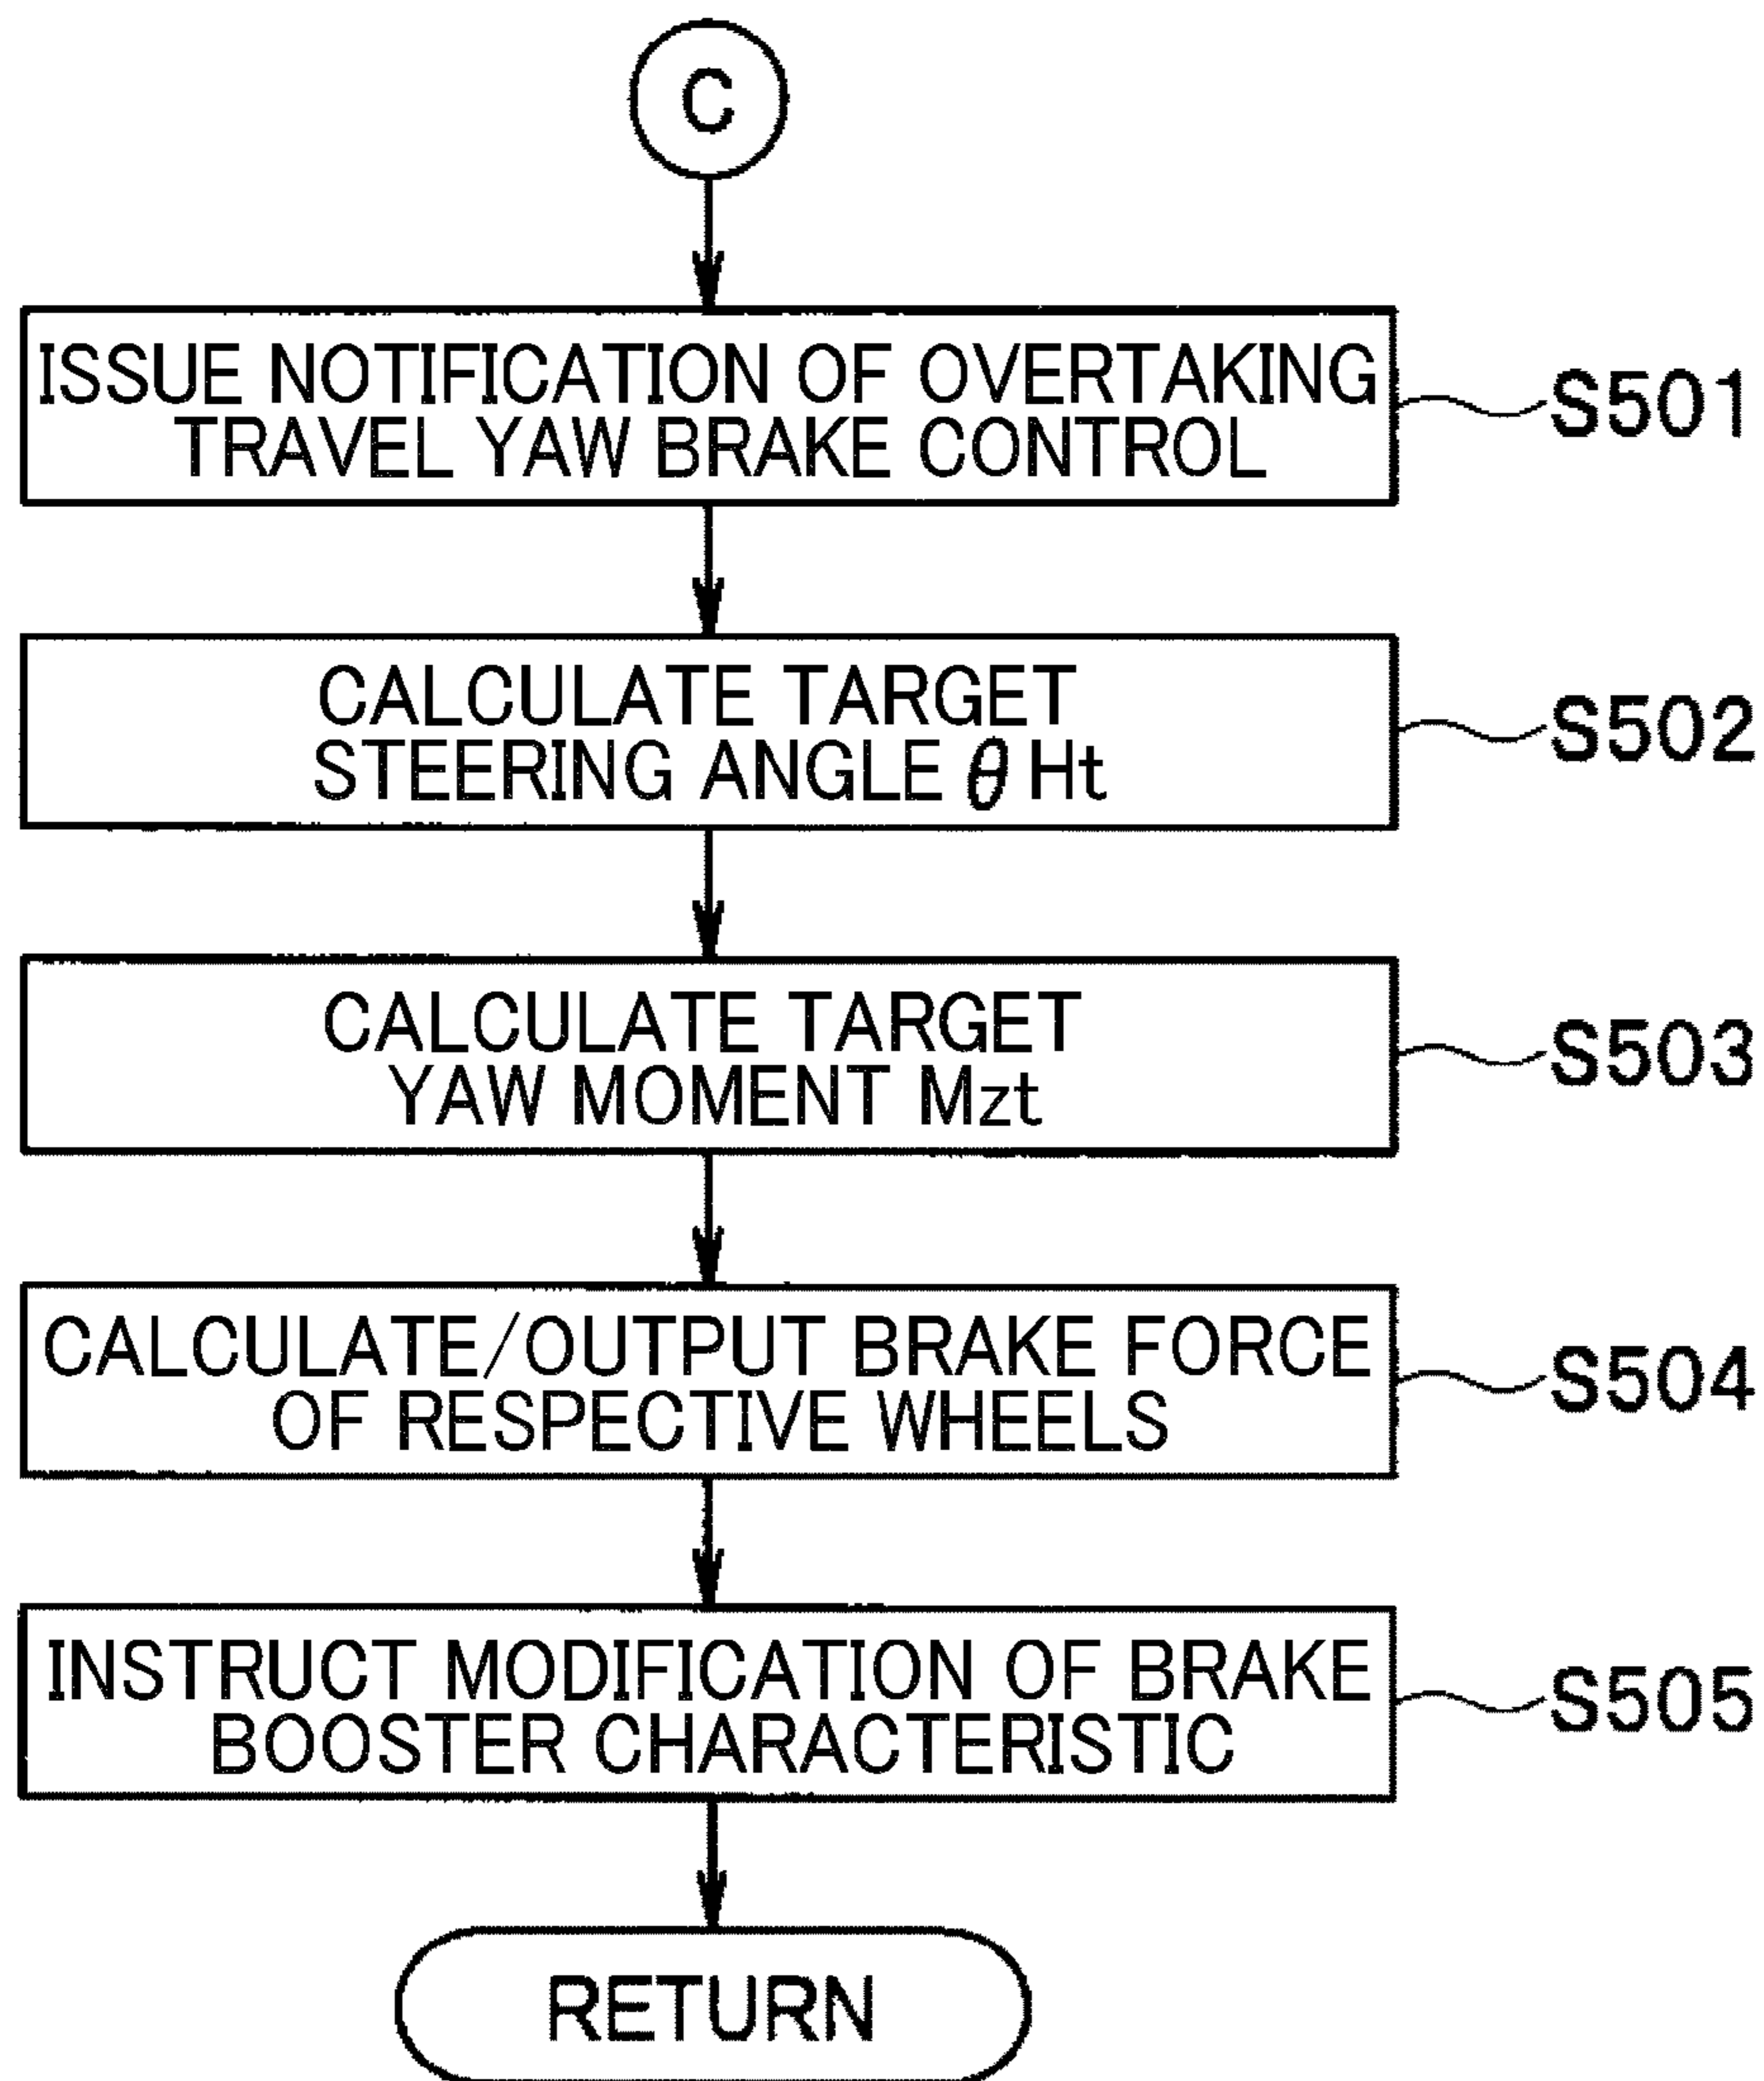 C
ISSUE NOTIFICATION OF OVERTAKING
TRAVEL YAW BRAKE CONTROL
S501
CALCULATE TARGET
STEERING ANGLE θHt
S502
CALCULATE TARGET
YAW MOMENT Mzt
S503
CALCULATE/OUTPUT BRAKE FORCE
OF RESPECTIVE WHEELS
S504
INSTRUCT MODIFICATION OF BRAKE
BOOSTER CHARACTERISTIC
S505
RETURN